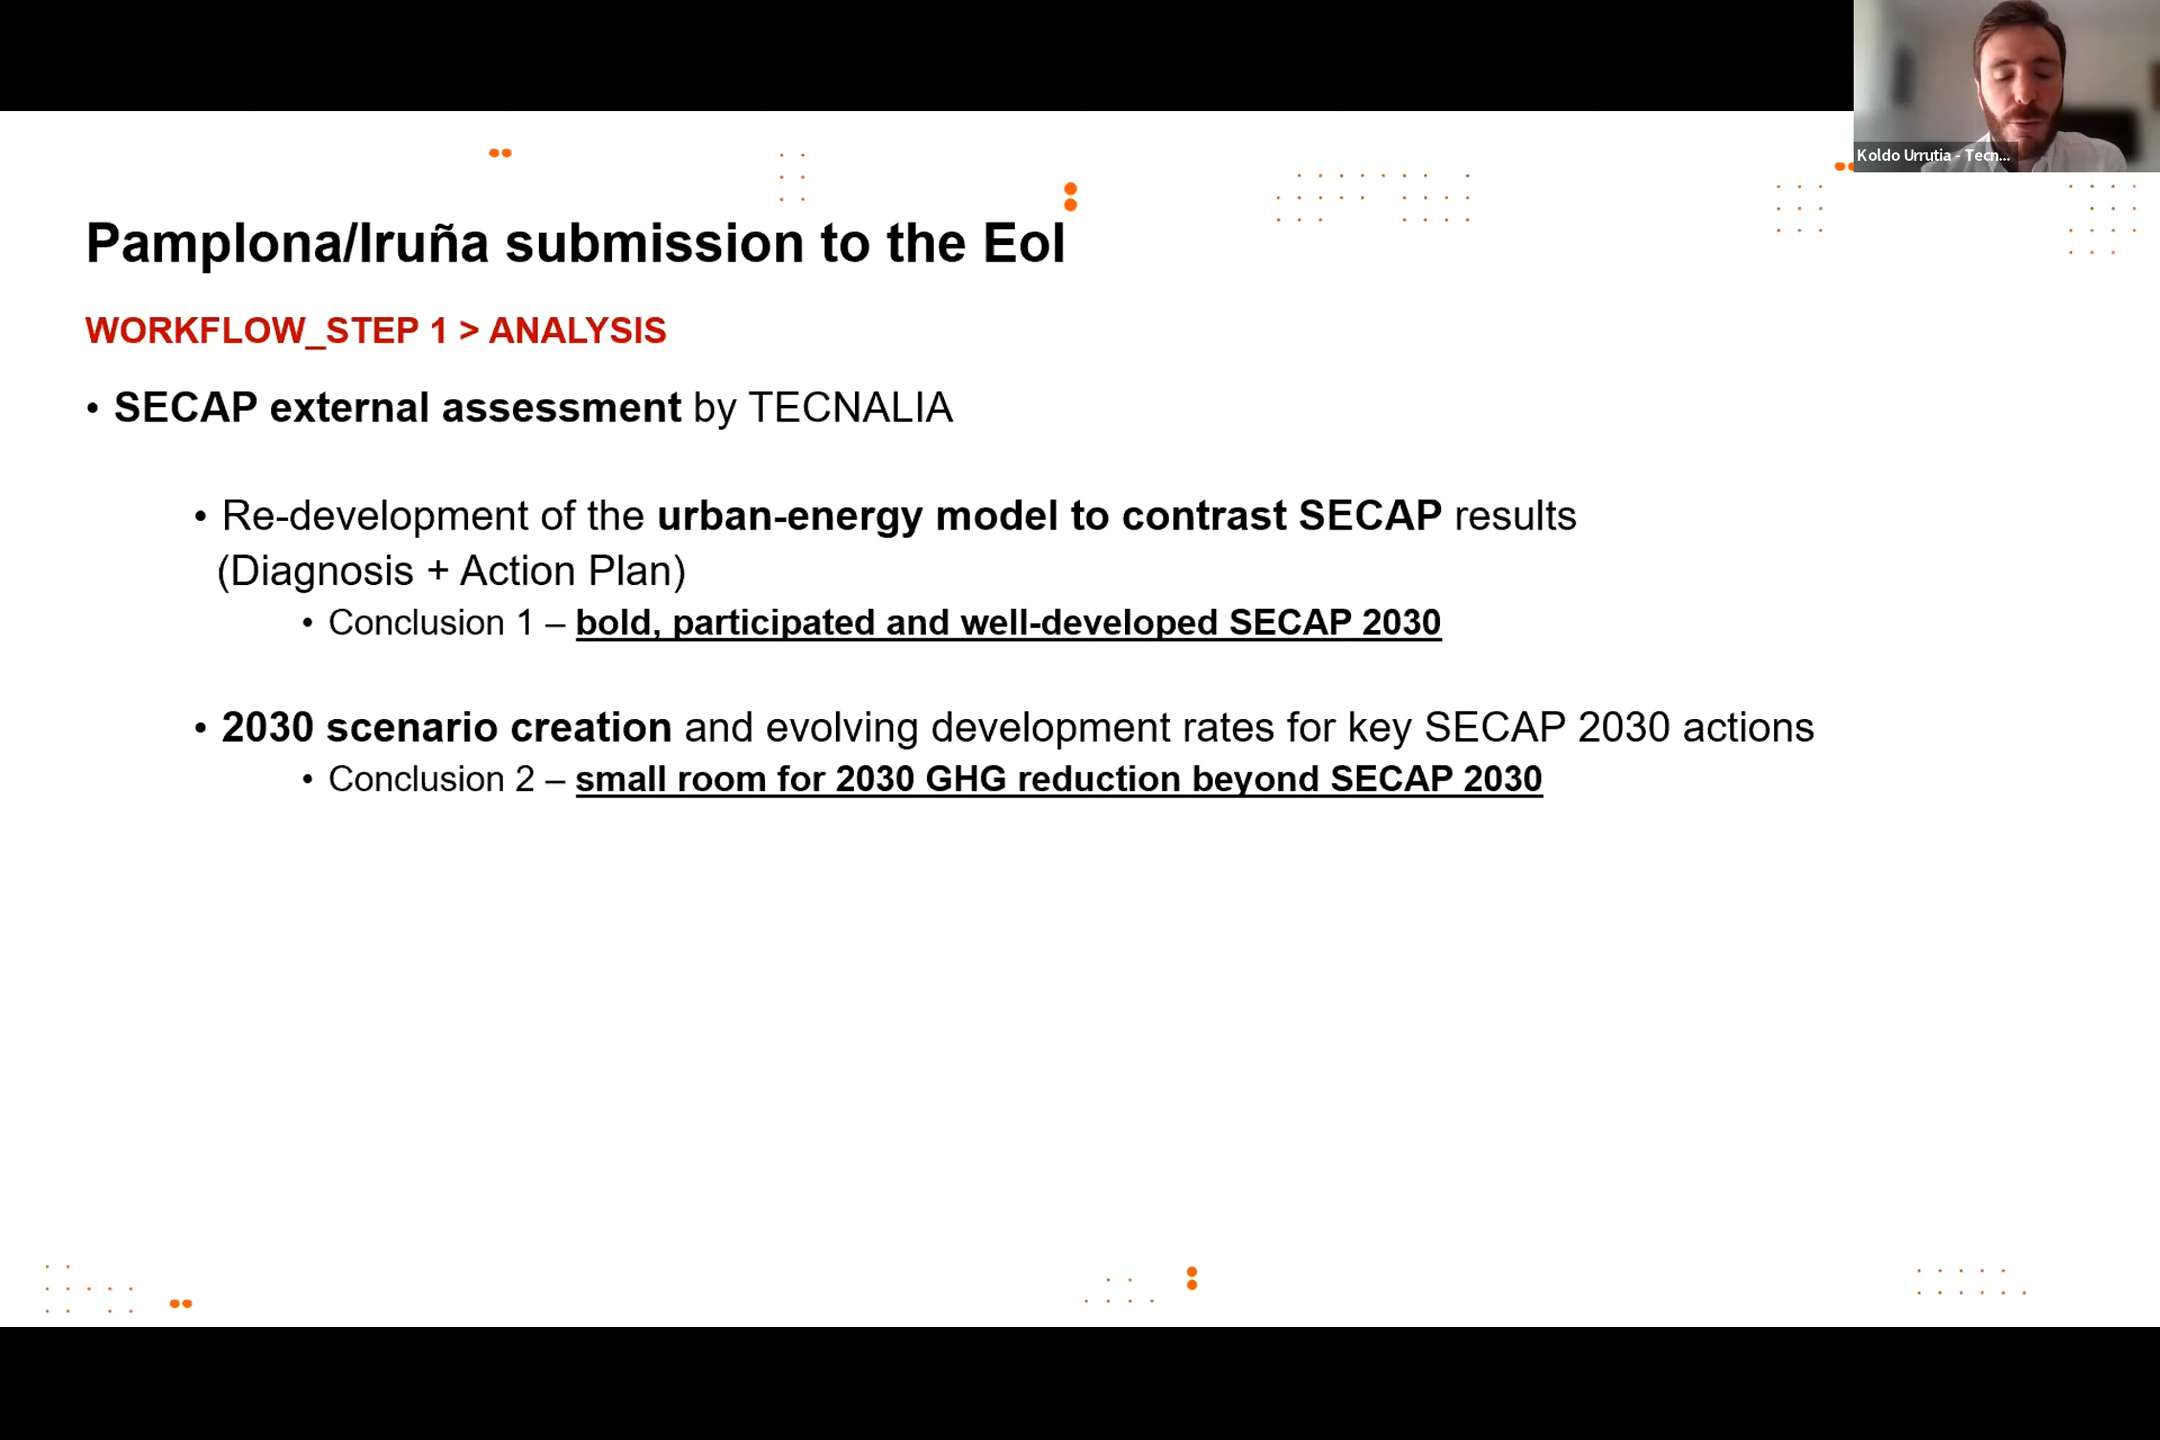 Koldo Urrutia - Tecn...
Pamplona/Iruña submission to the EoI
WORKFLOW_STEP 1 > ANALYSIS
• SECAP external assessment by TECNALIA
• Re-development of the urban-energy model to contrast SECAP results
(Diagnosis + Action Plan)
• Conclusion 1 – bold, participated and well-developed SECAP 2030
• 2030 scenario creation and evolving development rates for key SECAP 2030 actions
• Conclusion 2 – small room for 2030 GHG reduction beyond SECAP 2030